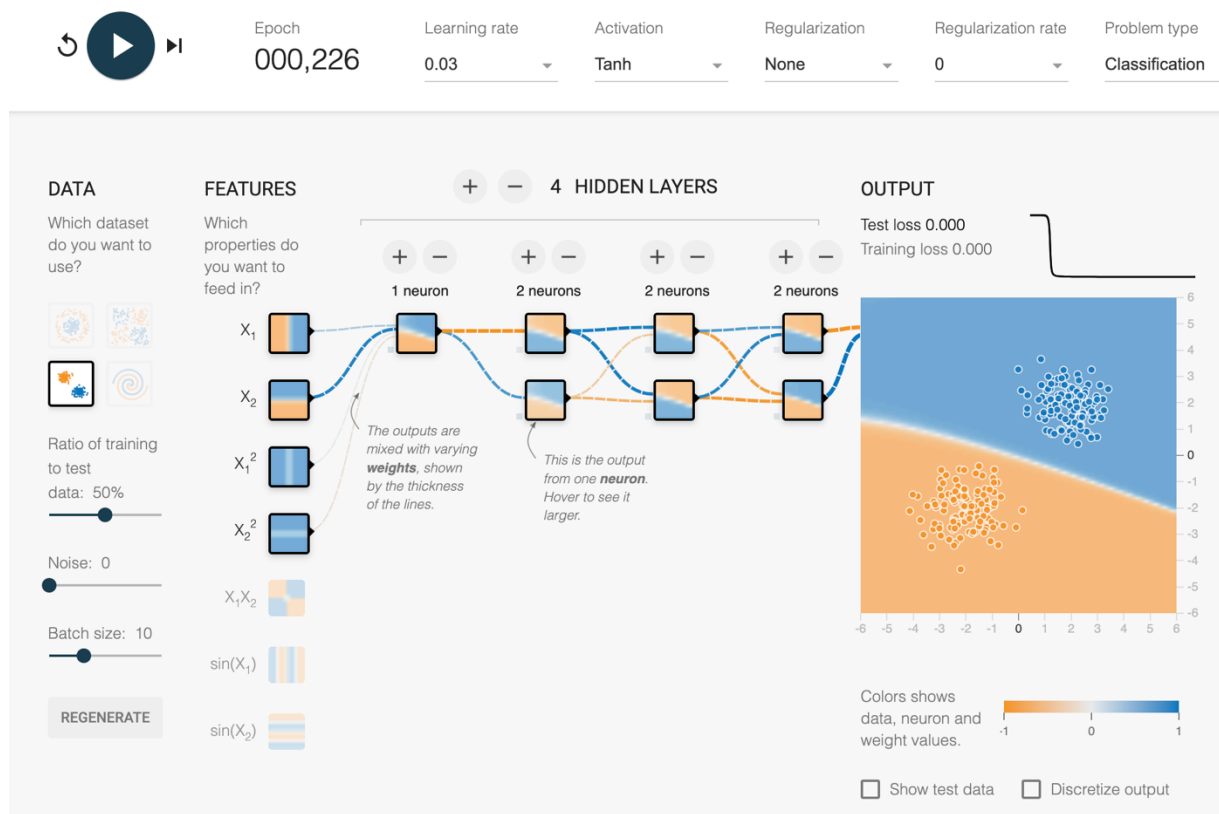 Epoch
000,226
Learning rate
0.03
Activation
Tanh
Regularization
None
Regularization rate
0
Problem type
Classification
DATA
Which dataset
do you want to
use?
Ratio of training
to test
data: 50%
Noise: 0
Batch size: 10
REGENERATE
FEATURES
Which
properties do
you want to
feed in?
X₁
X₂
X₁²
X₂²
X₁X₂
sin(X₁)
sin(X₂)
+ − 4 HIDDEN LAYERS
+ − + − + − + −
1 neuron
2 neurons
2 neurons
2 neurons
The outputs are
mixed with varying
weights, shown
by the thickness
of the lines.
This is the output
from one neuron.
Hover to see it
larger.
OUTPUT
Test loss 0.000
Training loss 0.000
6
5
4
3
2
1
0
-1
-2
-3
-4
-5
-6
-6 -5 -4 -3 -2 -1 0 1 2 3 4 5 6
Colors shows
data, neuron and
weight values.
-1 0 1
Show test data
Discretize output